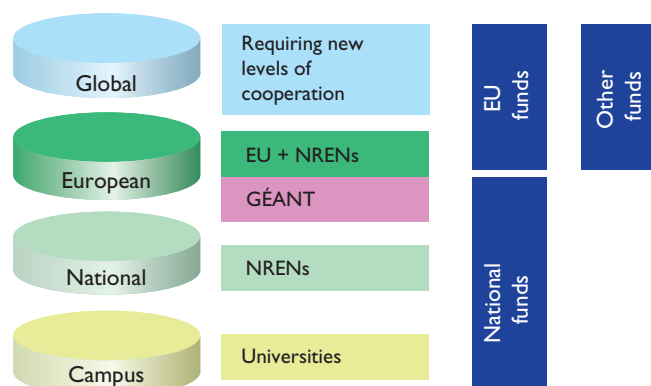 Global
Requiring new
levels of
cooperation
EU
funds
Other
funds
European
EU + NRENs
GÉANT
National
NRENs
National
funds
Campus
Universities